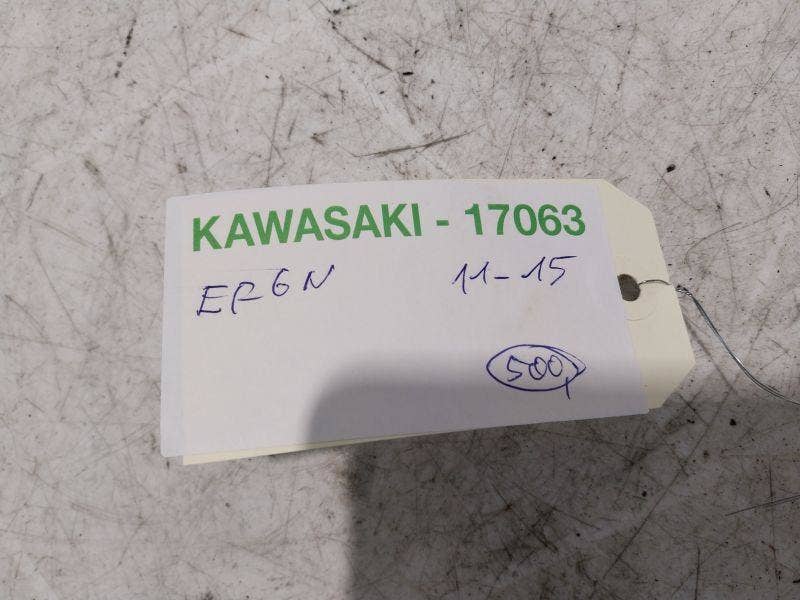 KAWASAKI - 17063
ER6N 11-15
500,